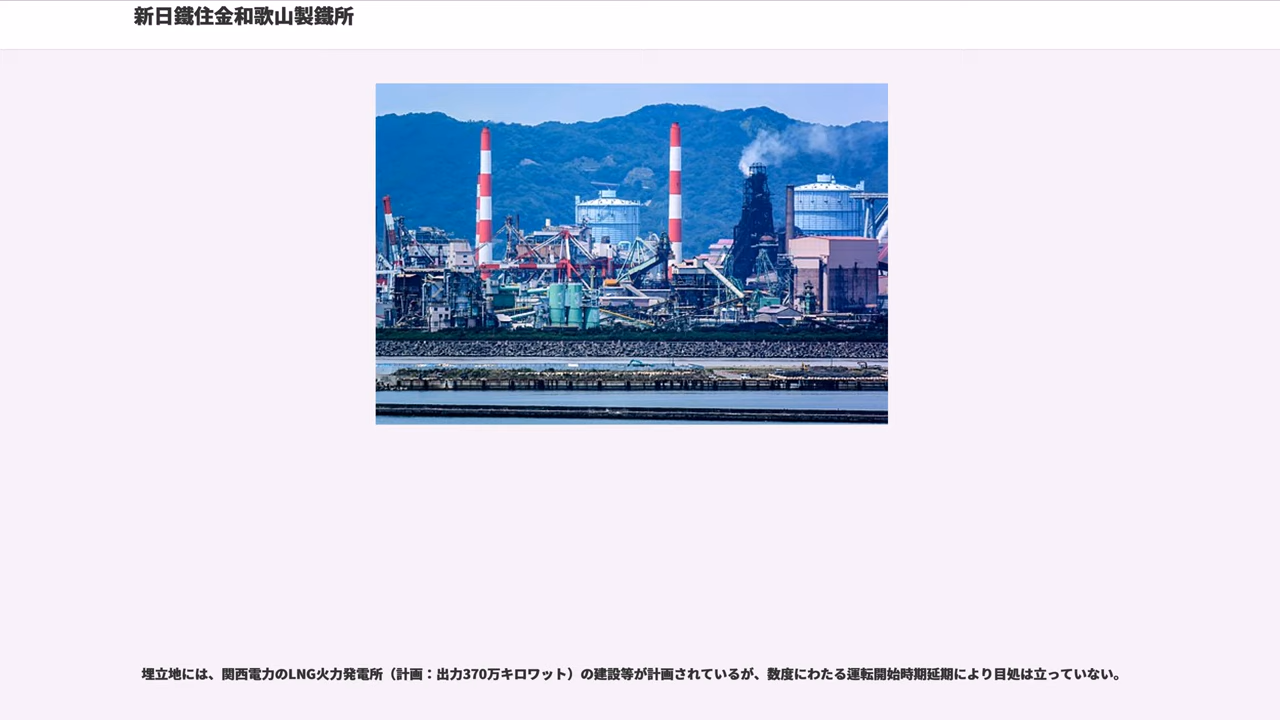 新日鐵住金和歌山製鐵所
埋立地には、関西電力のLNG火力発電所（計画：出力370万キロワット）の建設等が計画されているが、数度にわたる運転開始時期延期により目処は立っていない。